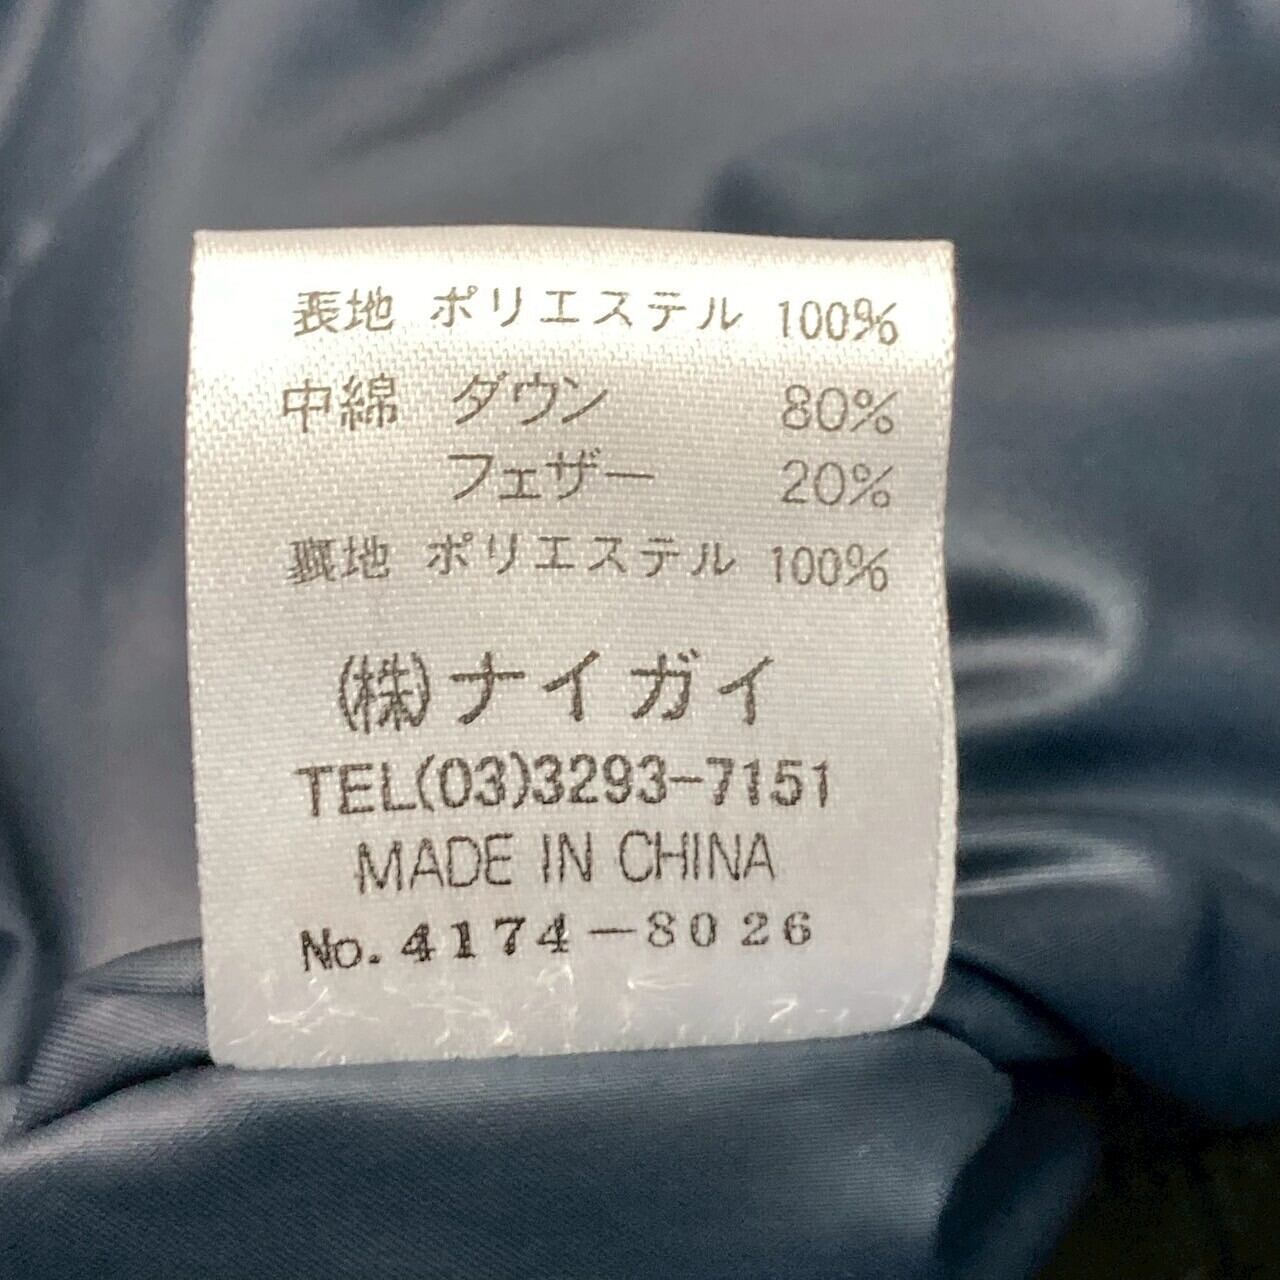 表地 ポリエステル 100%
中綿 ダウン 80%
フェザー 20%
裏地 ポリエステル 100%
(株)ナイガイ
TEL(03)3293-7151
MADE IN CHINA
No. 4174-8026